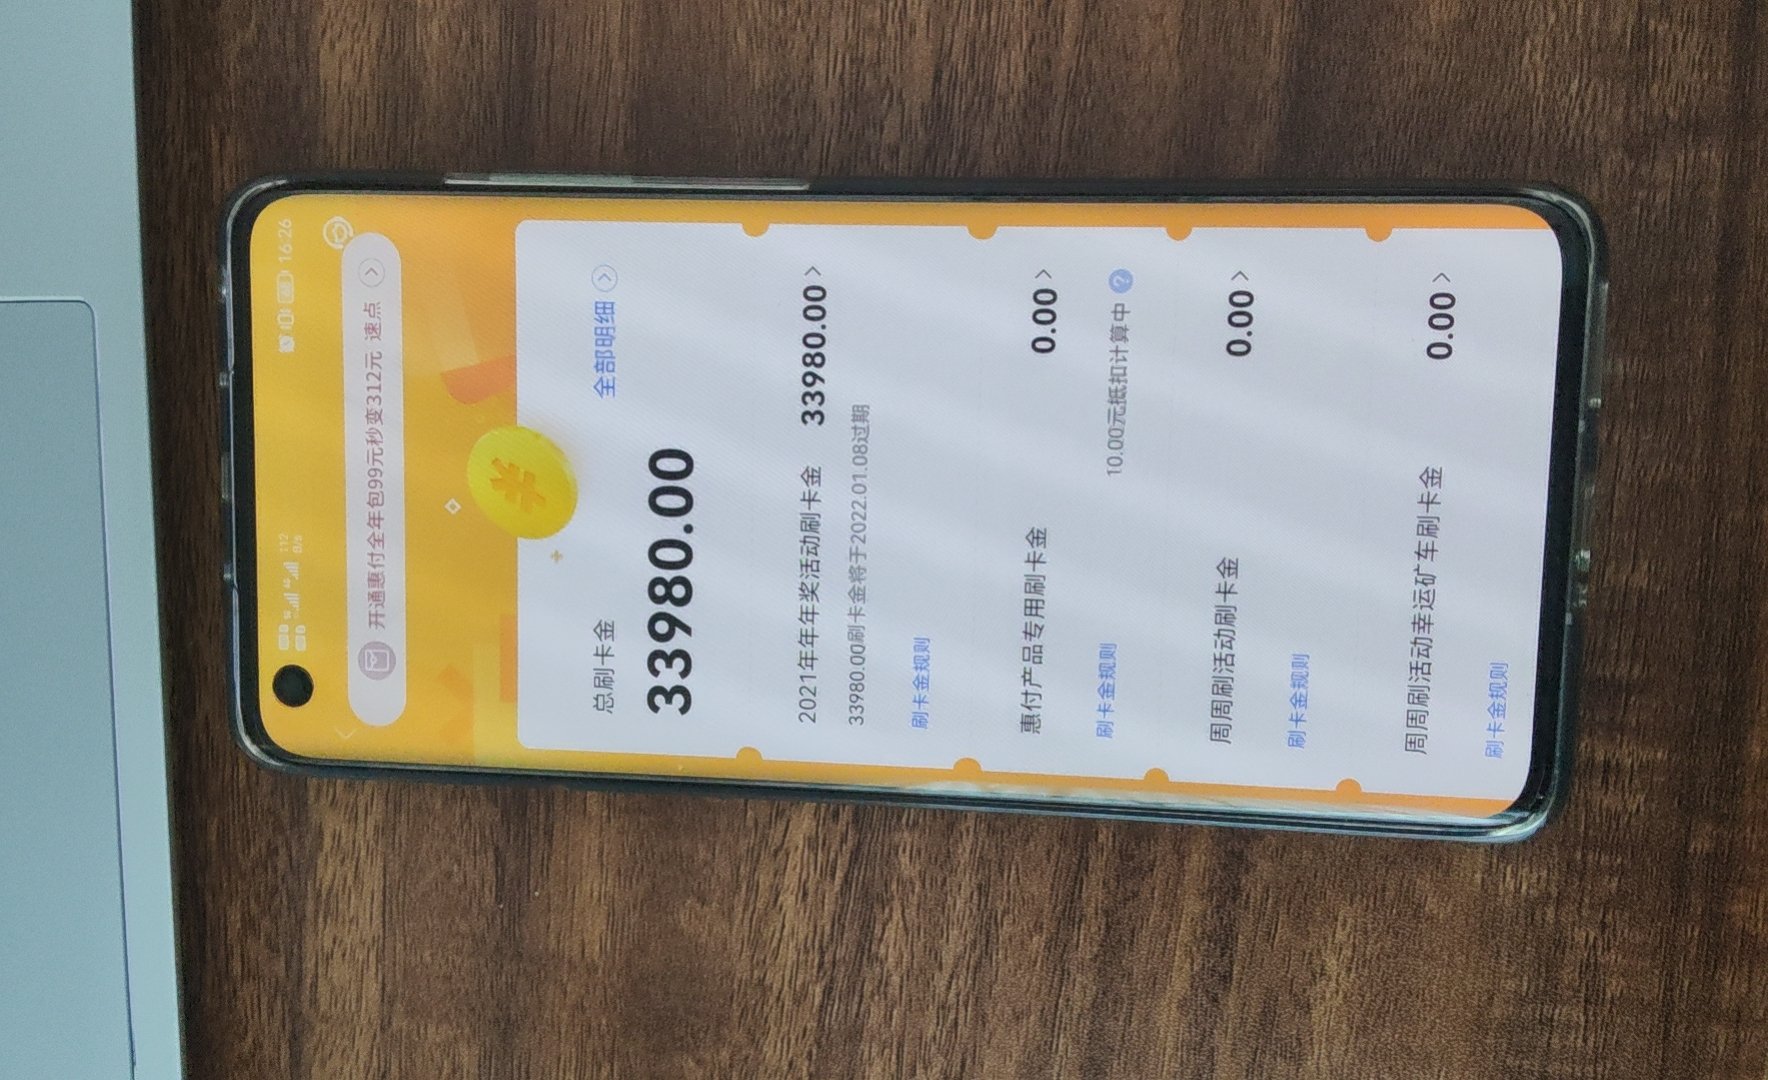 16:26
开通惠付全年包99元秒变312元 速点
总刷卡金
全部明细
33980.00
2021年年年奖活动刷卡金 33980.00
33980.00刷卡金将于2022.01.08过期
刷卡金规则
惠付产品专用刷卡金 0.00
10.00元抵扣计算中 ?
刷卡金规则
周周刷活动刷卡金 0.00
刷卡金规则
周周刷活动幸运矿车刷卡金 0.00
刷卡金规则